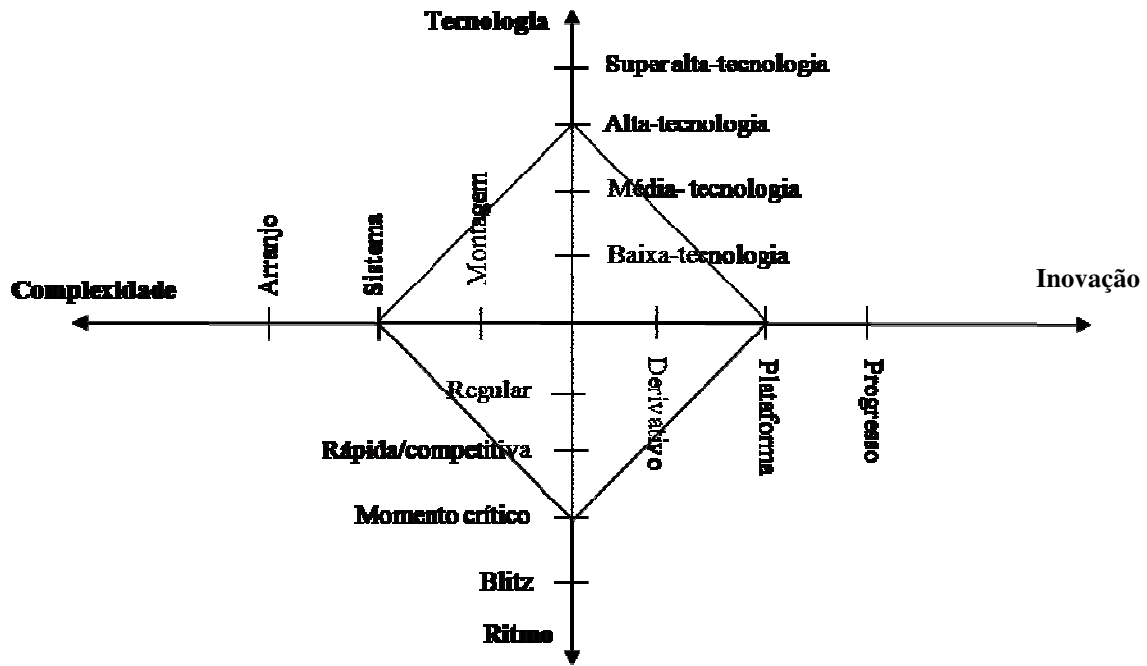 Tecnologia
Superalta-tecnologia
Alta-tecnologia
Média- tecnologia
Baixa-tecnologia
Arranjo
Sistema
Montagem
Complexidade
Inovação
Regular
Rápida/competitiva
Momento crítico
Blitz
Ritmo
Derivativo
Plataforma
Progresso